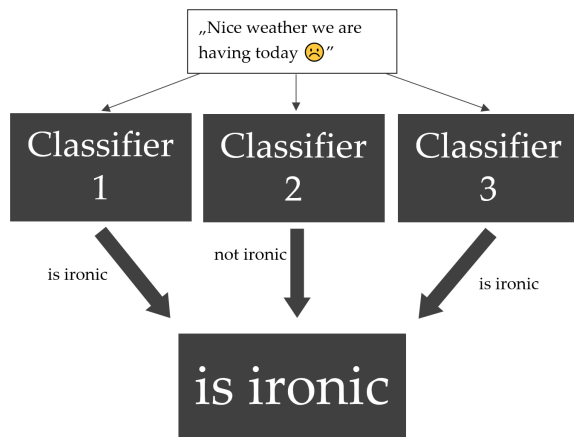 „Nice weather we are
having today ☹️”
Classifier
1
Classifier
2
Classifier
3
is ironic
not ironic
is ironic
is ironic